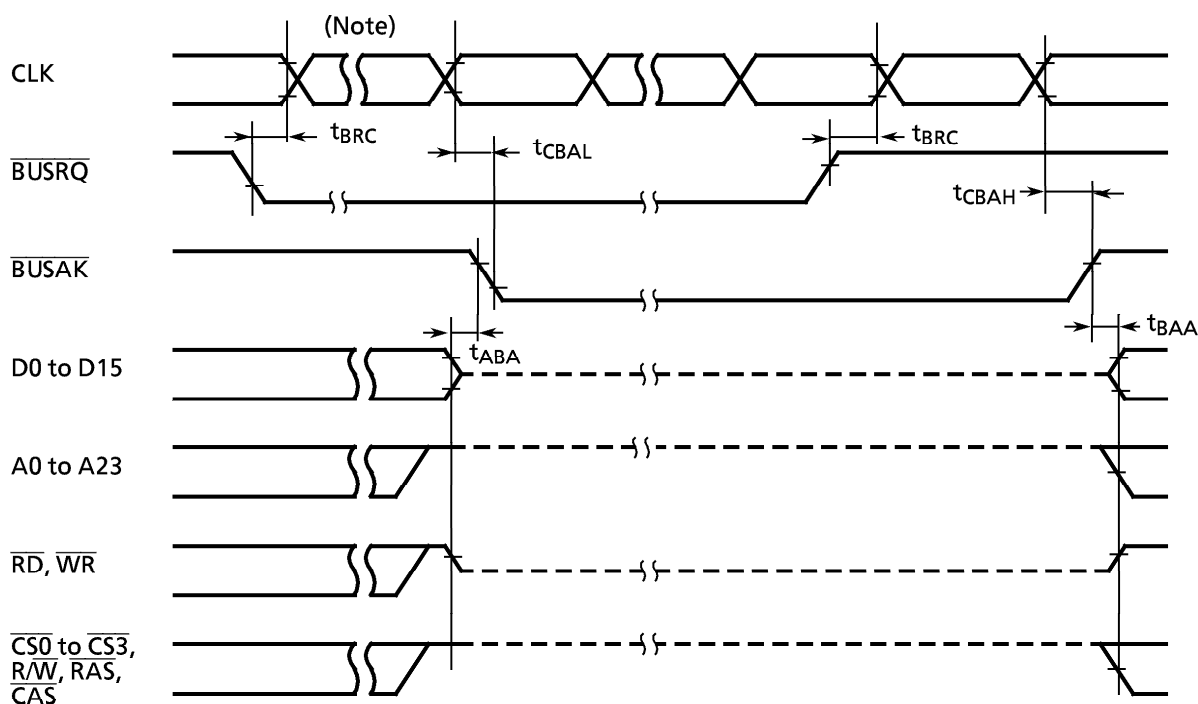 (Note)
CLK
tBRC
tCBAL
tBRC
BUSRQ
tCBAH
BUSAK
tBAA
tABA
D0 to D15
A0 to A23
RD, WR
CS0 to CS3,
R/W, RAS,
CAS